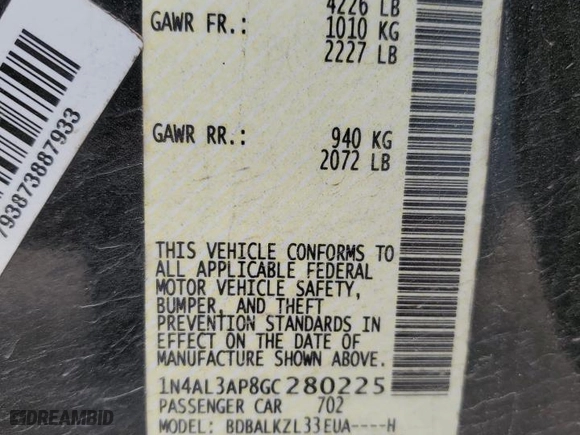 4226 LB
GAWR FR.: 1010 KG
2227 LB
GAWR RR.: 940 KG
2072 LB
THIS VEHICLE CONFORMS TO
ALL APPLICABLE FEDERAL
MOTOR VEHICLE SAFETY,
BUMPER, AND THEFT
PREVENTION STANDARDS IN
EFFECT ON THE DATE OF
MANUFACTURE SHOWN ABOVE.
1N4AL3AP8GC280225
PASSENGER CAR 702
MODEL: BDBALKZL33EUA----H
793873887933
DREAMBID